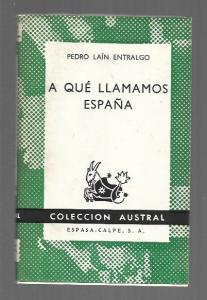 PEDRO LAÍN ENTRALGO
A QUÉ LLAMAMOS
ESPAÑA
COLECCION AUSTRAL
ESPASA-CALPE, S. A.